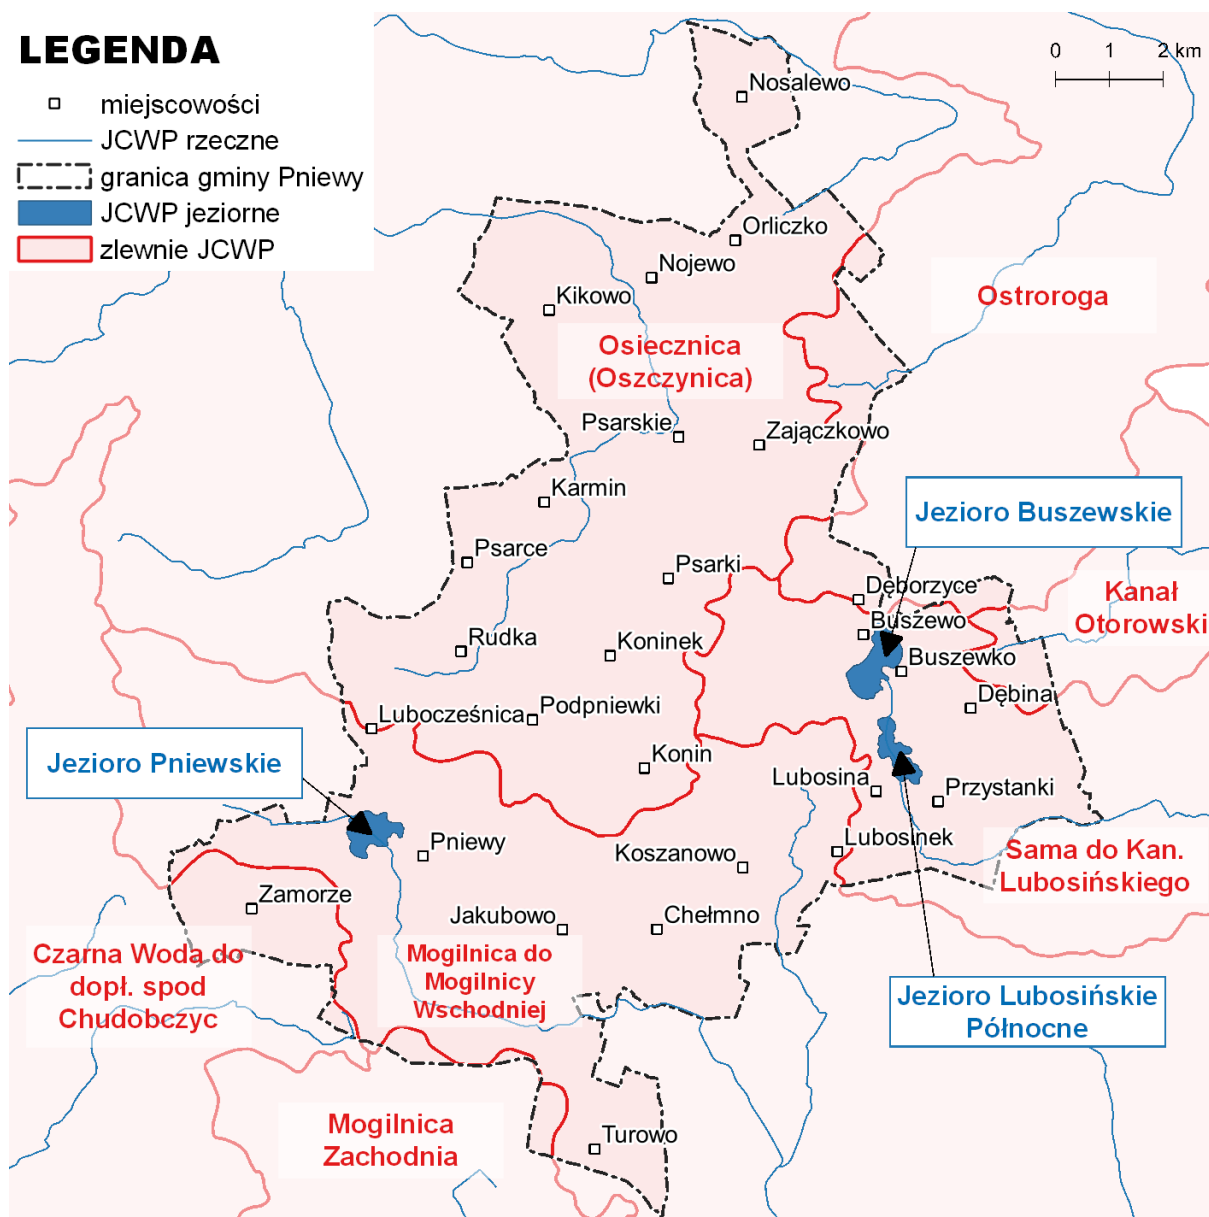 LEGENDA
miejscowości
JCWP rzeczne
granica gminy Pniewy
JCWP jeziorne
zlewnie JCWP
0 1 2 km
Nosalewo
Orliczko
Nojewo
Kikowo
Ostroroga
Osiecznica
(Oszczynica)
Psarskie
Zajączkowo
Karmin
Jezioro Buszewskie
Psarce
Psarki
Dęborzyce
Kanał
Otorowski
Buszewo
Rudka
Koninek
Buszewko
Dębina
Lubocześnica
Podpniewki
Jezioro Pniewskie
Konin
Lubosina
Przystanki
Pniewy
Koszanowo
Lubosinek
Sama do Kan.
Lubosińskiego
Zamorze
Jakubowo
Chełmno
Czarna Woda do
dopł. spod
Chudobczyc
Mogilnica do
Mogilnicy
Wschodniej
Jezioro Lubosińskie
Północne
Mogilnica
Zachodnia
Turowo